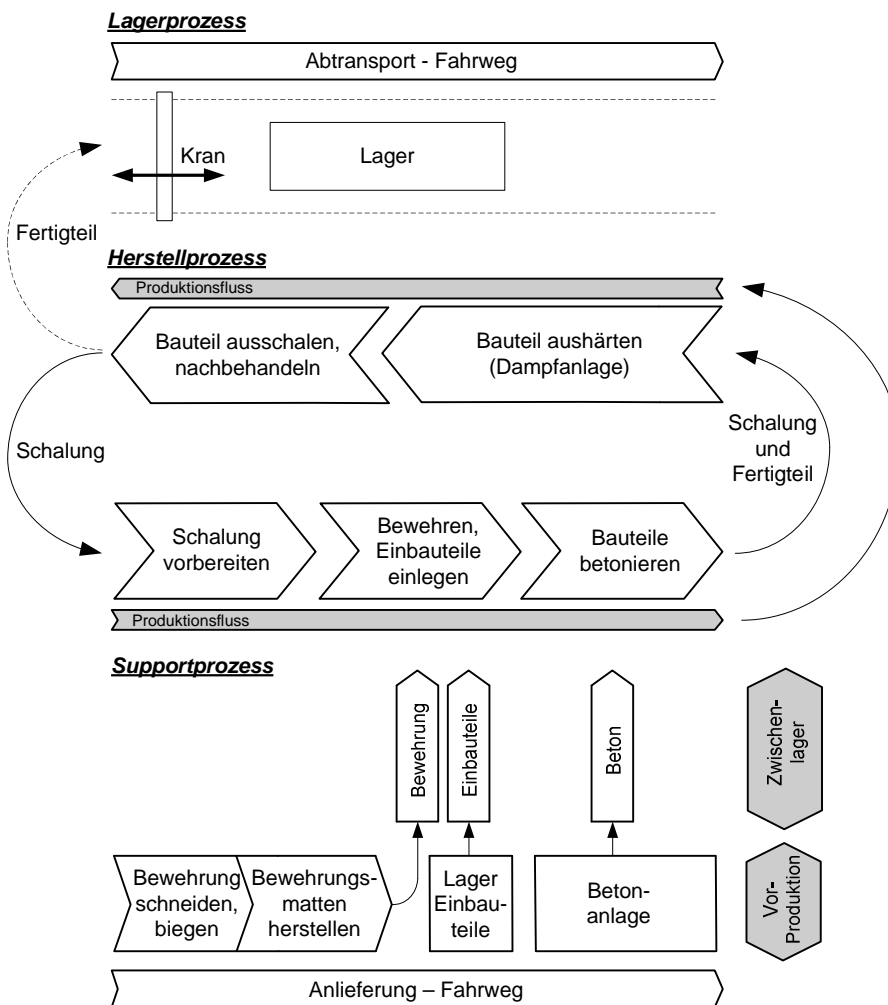 Lagerprozess
Abtransport - Fahrweg
Kran
Lager
Fertigteil
Herstellprozess
Produktionsfluss
Bauteil ausschalen,
nachbehandeln
Bauteil aushärten
(Dampfanlage)
Schalung
Schalung
und
Fertigteil
Schalung
vorbereiten
Bewehren,
Einbauteile
einlegen
Bauteile
betonieren
Produktionsfluss
Supportprozess
Bewehrung
Einbauteile
Beton
Zwischen-
lager
Bewehrung
schneiden,
biegen
Bewehrungs-
matten
herstellen
Lager
Einbau-
teile
Beton-
anlage
Vor-
Produktion
Anlieferung – Fahrweg